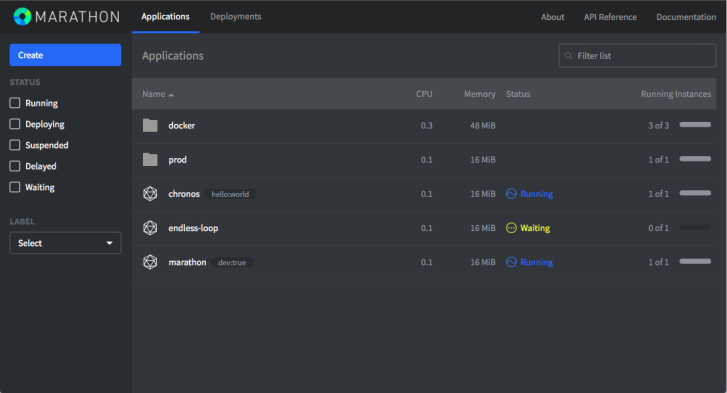 MARATHON Applications Deployments About API Reference Documentation
Create
STATUS
Running
Deploying
Suspended
Delayed
Waiting
LABEL
Select
Applications
Filter list
Name CPU Memory Status Running Instances
docker 0.3 48 MiB 3 of 3
prod 0.1 16 MiB 1 of 1
chronos hello:world 0.1 16 MiB Running 1 of 1
endless-loop 0.1 16 MiB Waiting 0 of 1
marathon dev:true 0.1 16 MiB Running 1 of 1